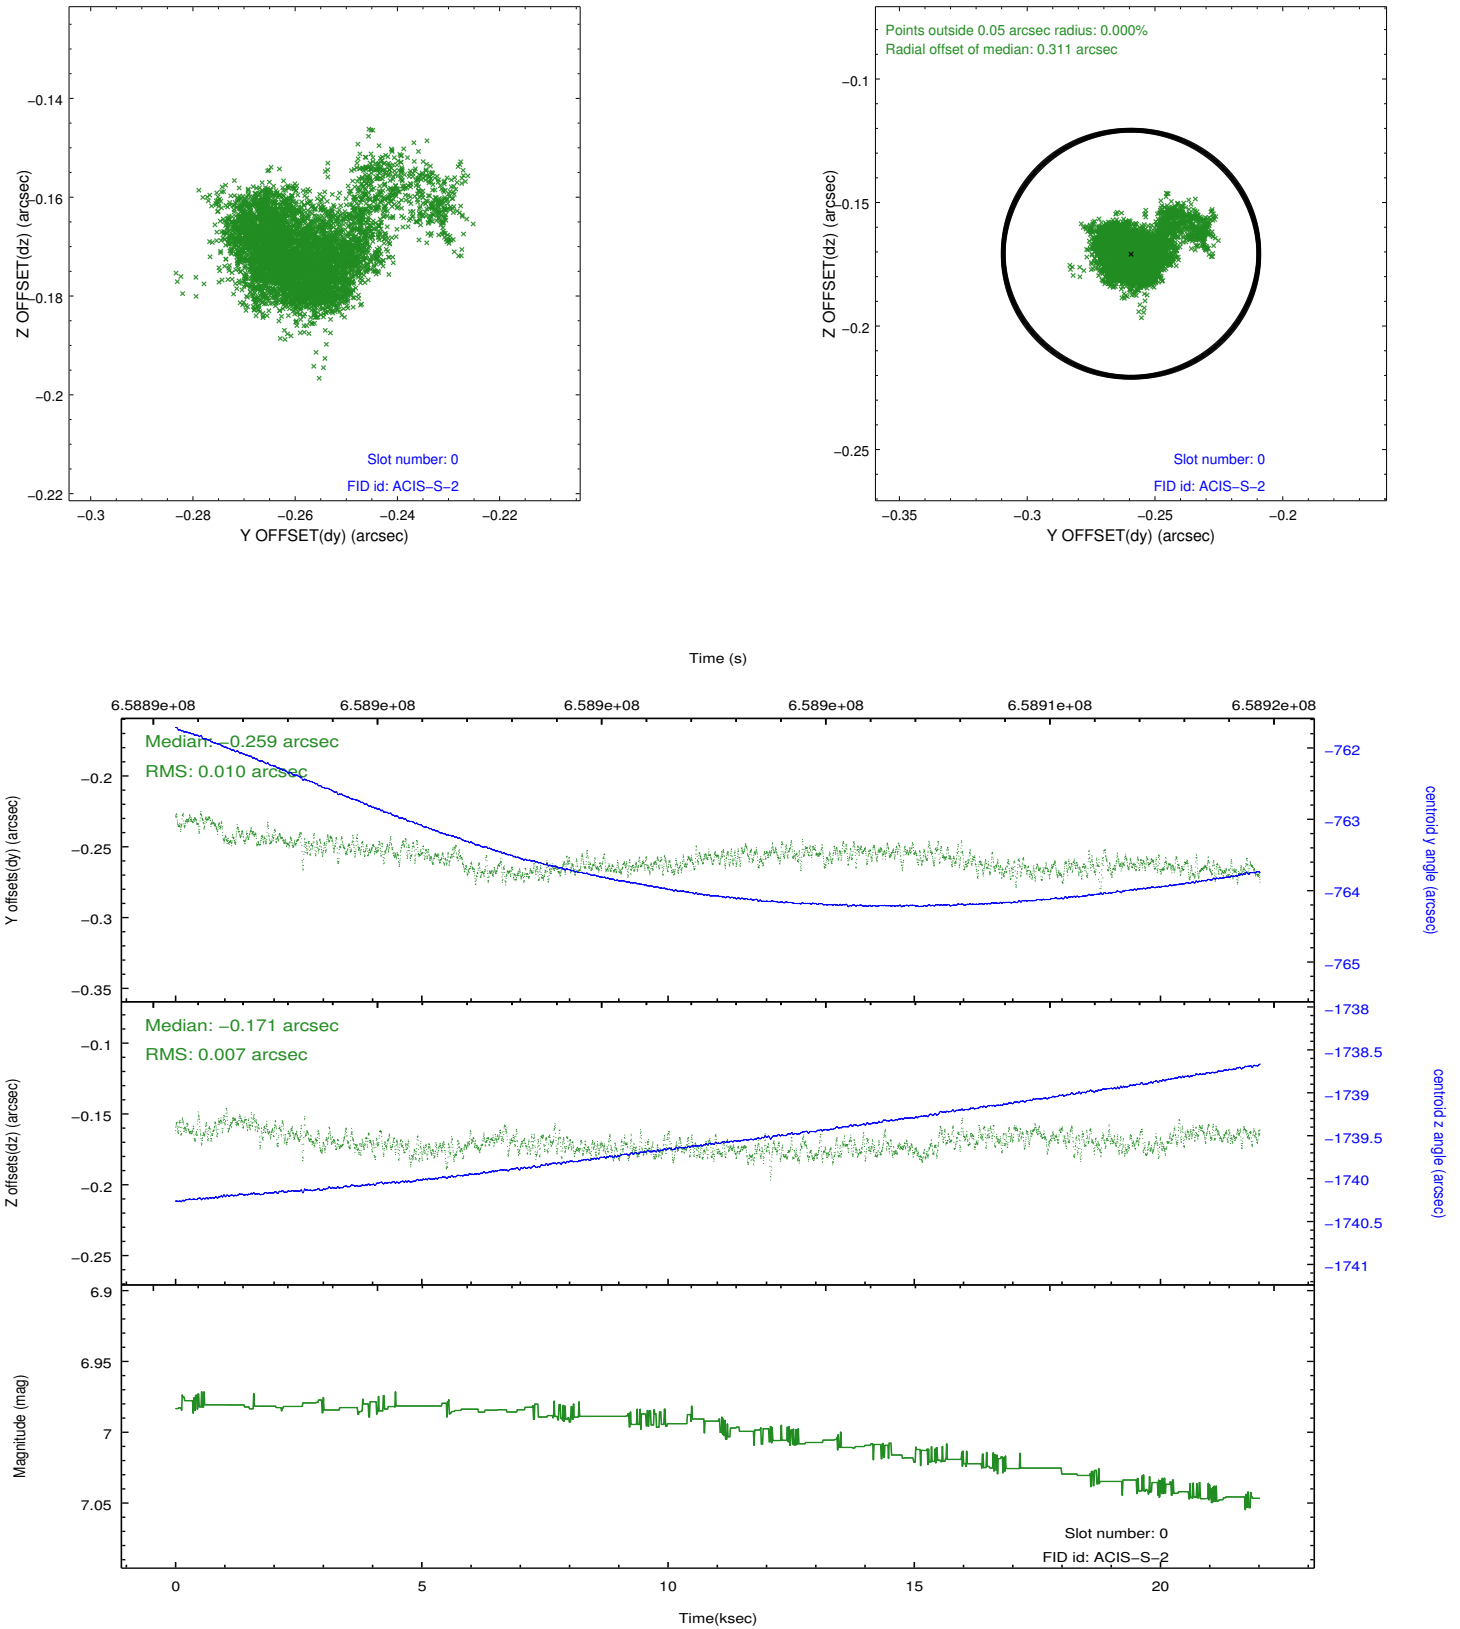 −0.14
−0.16
−0.18
−0.2
−0.22
Z OFFSET(dz) (arcsec)
Slot number: 0
FID id: ACIS−S−2
−0.3
−0.28
−0.26
−0.24
−0.22
Y OFFSET(dy) (arcsec)
Points outside 0.05 arcsec radius: 0.000%
Radial offset of median: 0.311 arcsec
−0.1
−0.15
−0.2
−0.25
Z OFFSET(dz) (arcsec)
Slot number: 0
FID id: ACIS−S−2
−0.35
−0.3
−0.25
−0.2
Y OFFSET(dy) (arcsec)
Time (s)
6.5889e+08
6.589e+08
6.589e+08
6.589e+08
6.5891e+08
6.5892e+08
Median: −0.259 arcsec
RMS: 0.010 arcsec
−0.2
−0.25
−0.3
−0.35
Y offsets(dy) (arcsec)
−762
−763
−764
−765
centroid y angle (arcsec)
Median: −0.171 arcsec
RMS: 0.007 arcsec
−0.1
−0.15
−0.2
−0.25
Z offsets(dz) (arcsec)
−1738
−1738.5
−1739
−1739.5
−1740
−1740.5
−1741
centroid z angle (arcsec)
6.9
6.95
7
7.05
Magnitude (mag)
Slot number: 0
FID id: ACIS−S−2
0
5
10
15
20
Time(ksec)